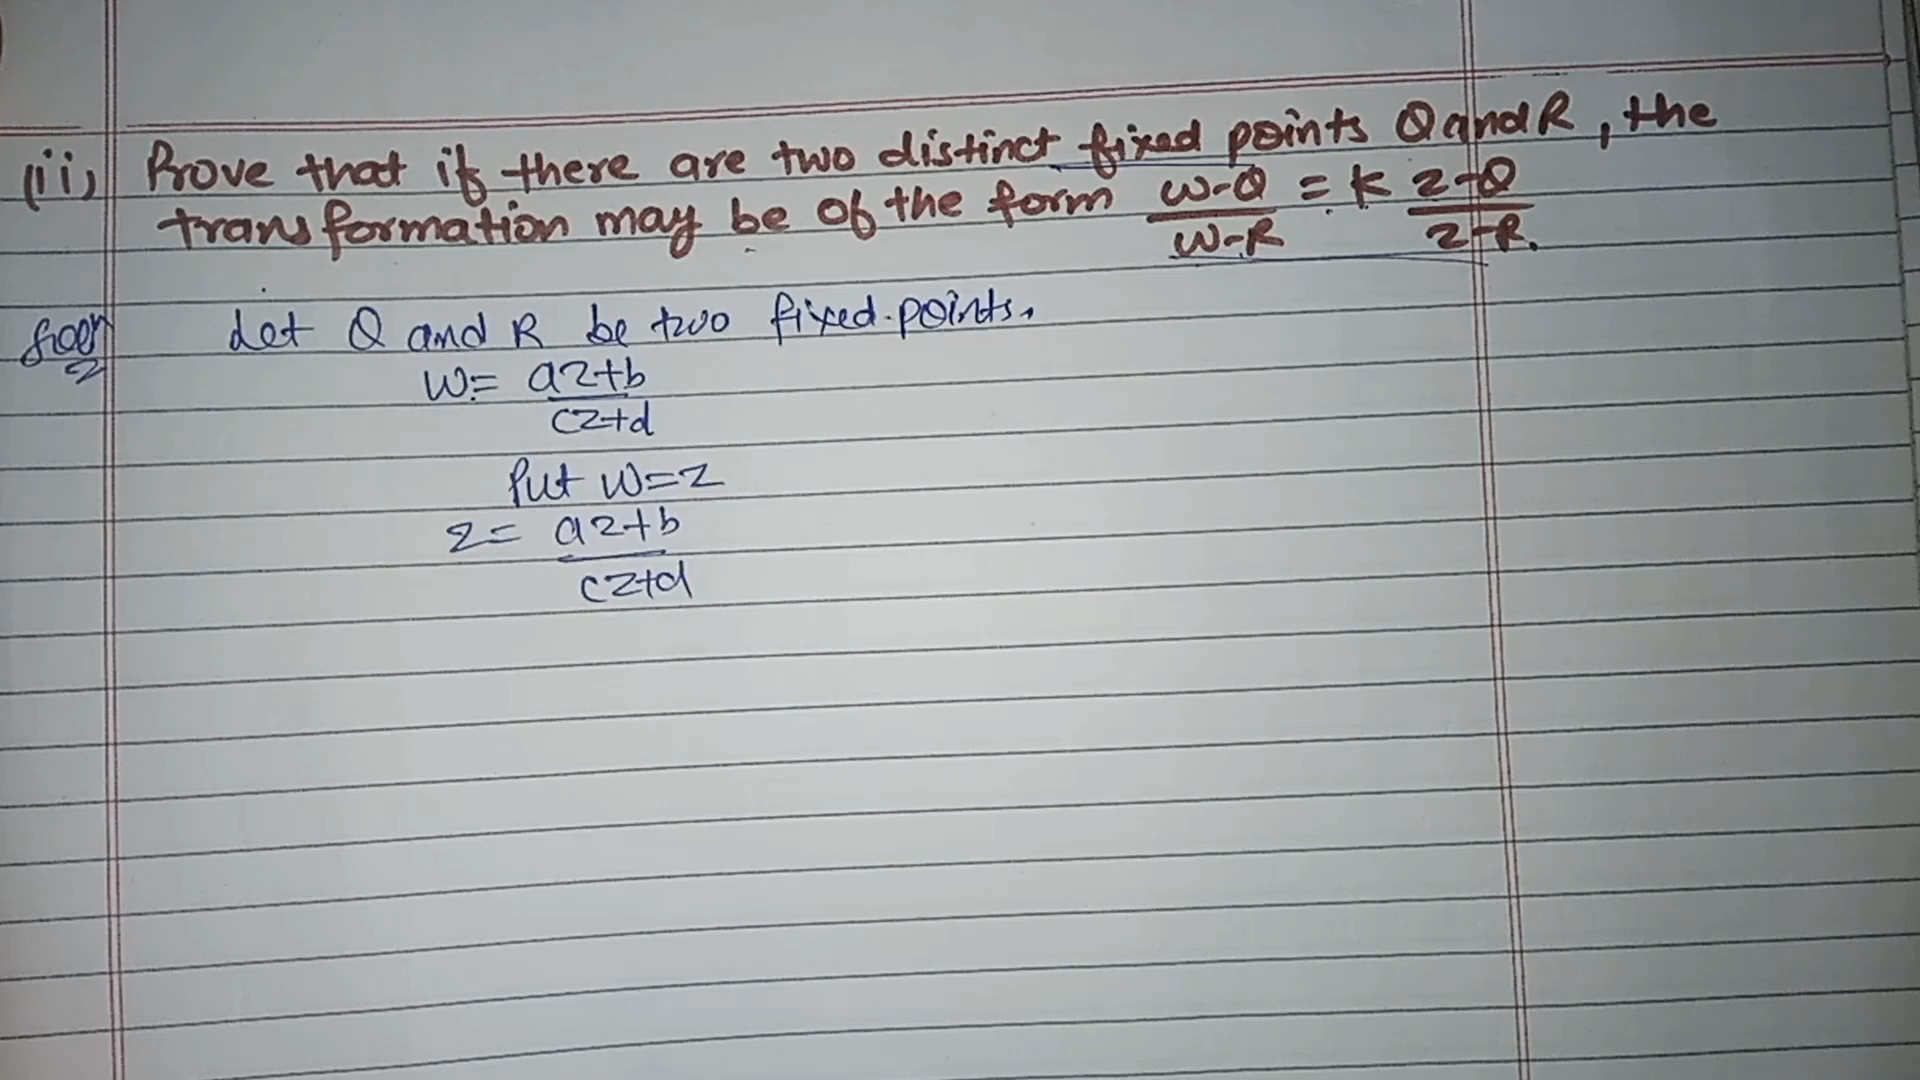 (ii) Prove that if there are two distinct fixed points Q and R, the
transformation may be of the form w-Q/w-R = k z-Q/z-R.
Soln Let Q and R be two fixed points.
w= az+b
cz+d
Put w=z
z= az+b
cz+d